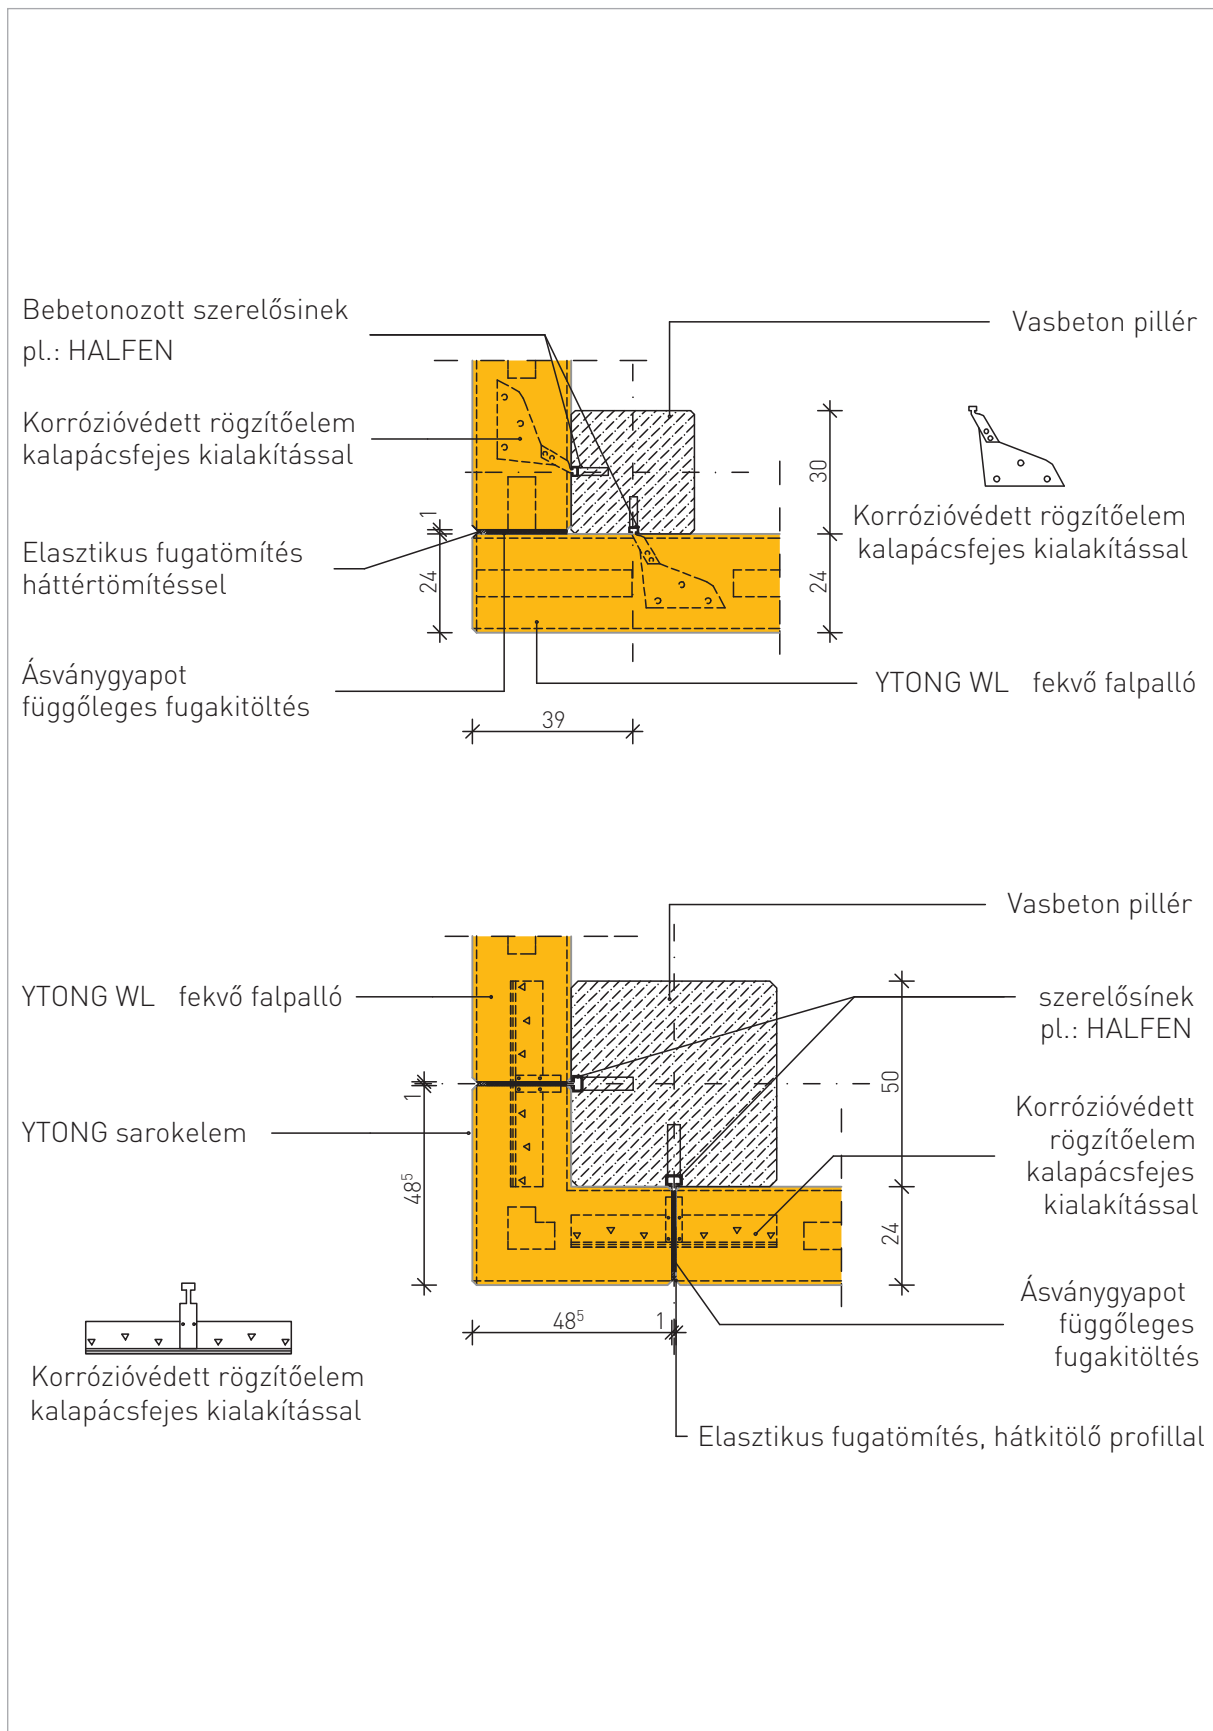 Bebetonozott szerelősinek
pl.: HALFEN
Vasbeton pillér
Korrózióvédett rögzítőelem
kalapácsfejes kialakítással
30
1
Korrózióvédett rögzítőelem
kalapácsfejes kialakítással
Elasztikus fugatömítés
háttértömítéssel
24
24
Ásványgyapot
függőleges fugakitöltés
YTONG WL fekvő falpalló
39
Vasbeton pillér
YTONG WL fekvő falpalló
szerelősínek
pl.: HALFEN
50
1
Korrózióvédett
rögzítőelem
kalapácsfejes
kialakítással
YTONG sarokelem
48⁵
24
Ásványgyapot
függőleges
fugakitöltés
48⁵
1
Korrózióvédett rögzítőelem
kalapácsfejes kialakítással
Elasztikus fugatömítés, hátkitölő profillal